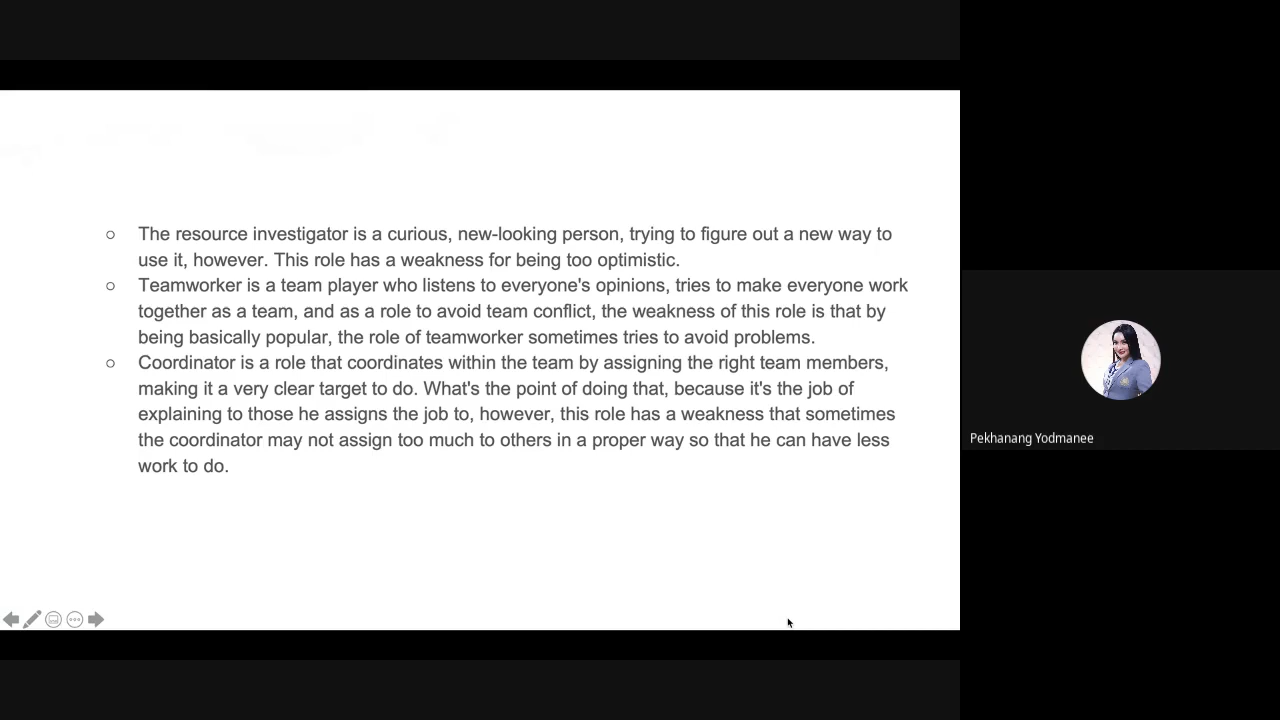 ○ The resource investigator is a curious, new-looking person, trying to figure out a new way to
use it, however. This role has a weakness for being too optimistic.
○ Teamworker is a team player who listens to everyone's opinions, tries to make everyone work
together as a team, and as a role to avoid team conflict, the weakness of this role is that by
being basically popular, the role of teamworker sometimes tries to avoid problems.
○ Coordinator is a role that coordinates within the team by assigning the right team members,
making it a very clear target to do. What's the point of doing that, because it's the job of
explaining to those he assigns the job to, however, this role has a weakness that sometimes
the coordinator may not assign too much to others in a proper way so that he can have less
work to do.
Pekhanang Yodmanee